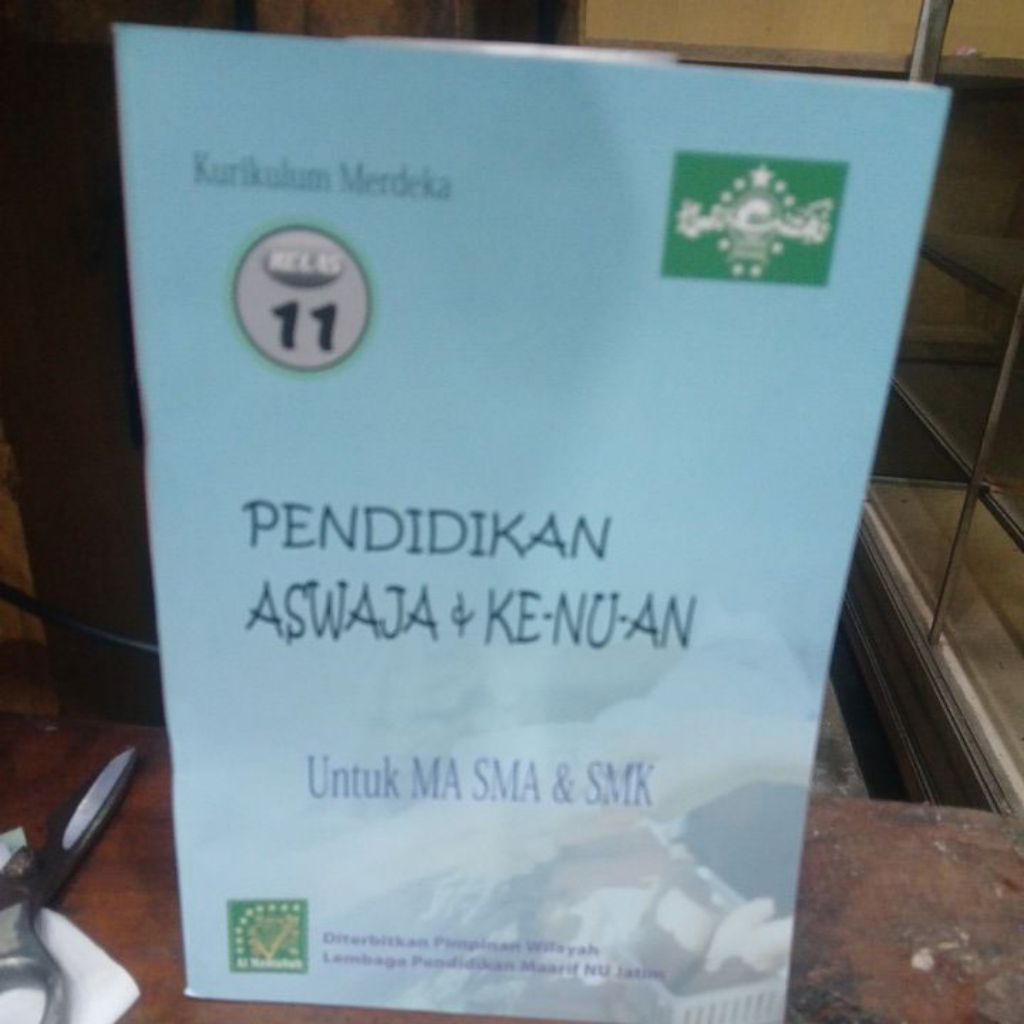 Kurikulum Merdeka
KELAS
11
PENDIDIKAN
ASWAJA & KE-NU-AN
Untuk MA SMA & SMK
Diterbitkan Pimpinan Wilayah
Lembaga Pendidikan Maarif NU Jatim